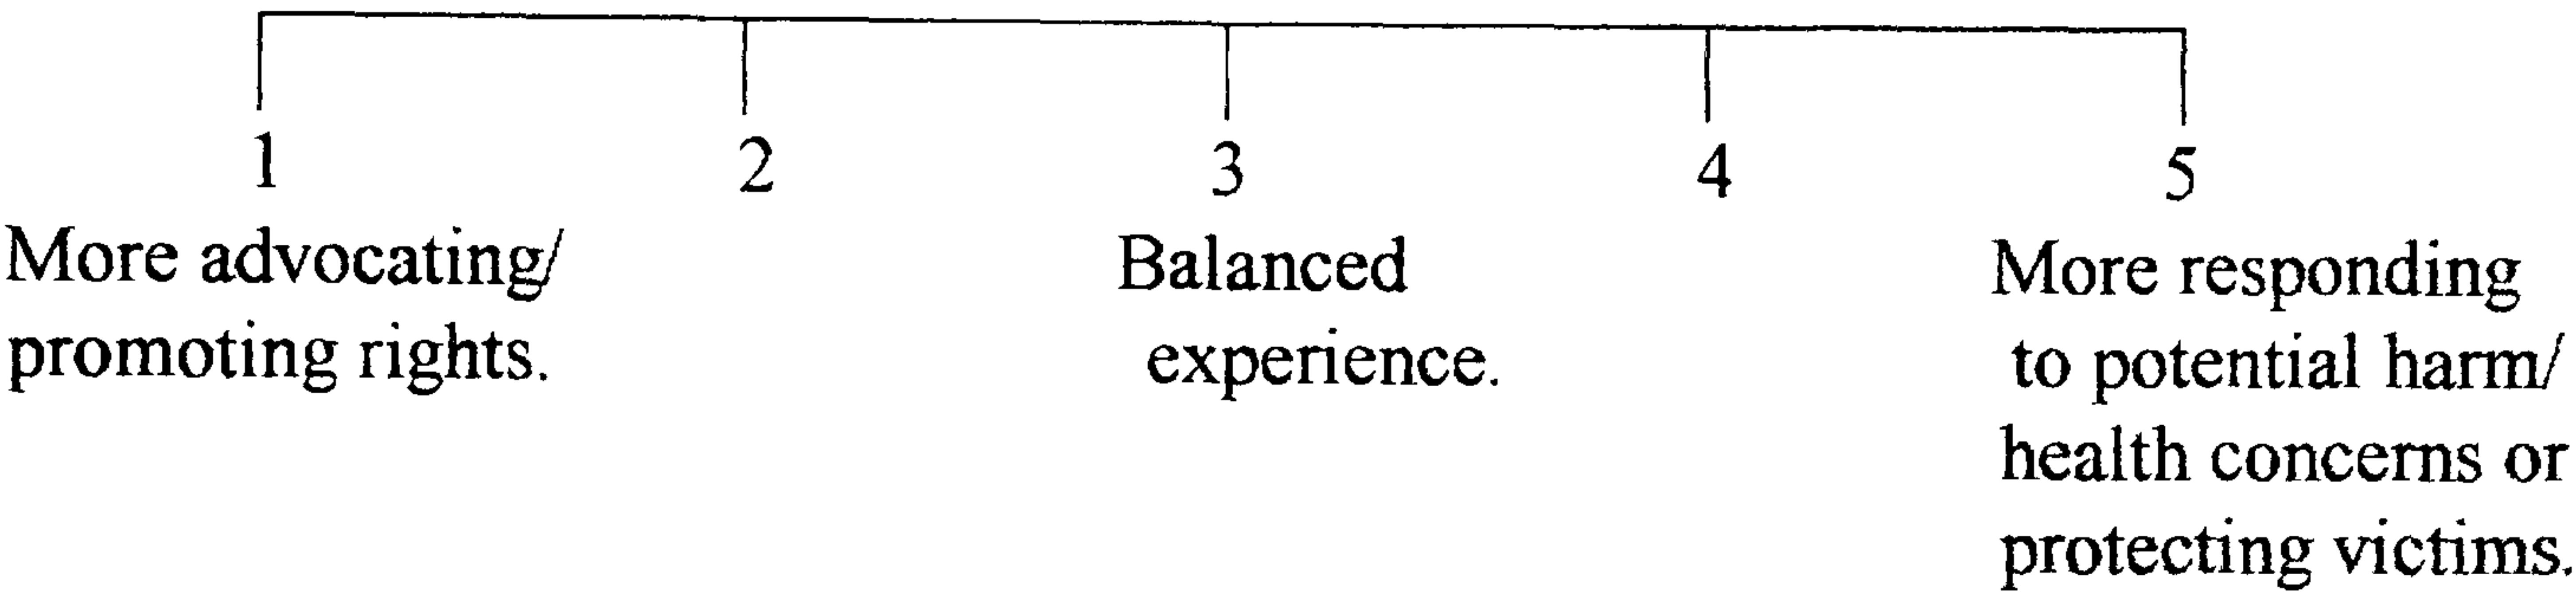 1 2 3 4 5
More advocating/ Balanced More responding
promoting rights. experience. to potential harm/
health concerns or
protecting victims.